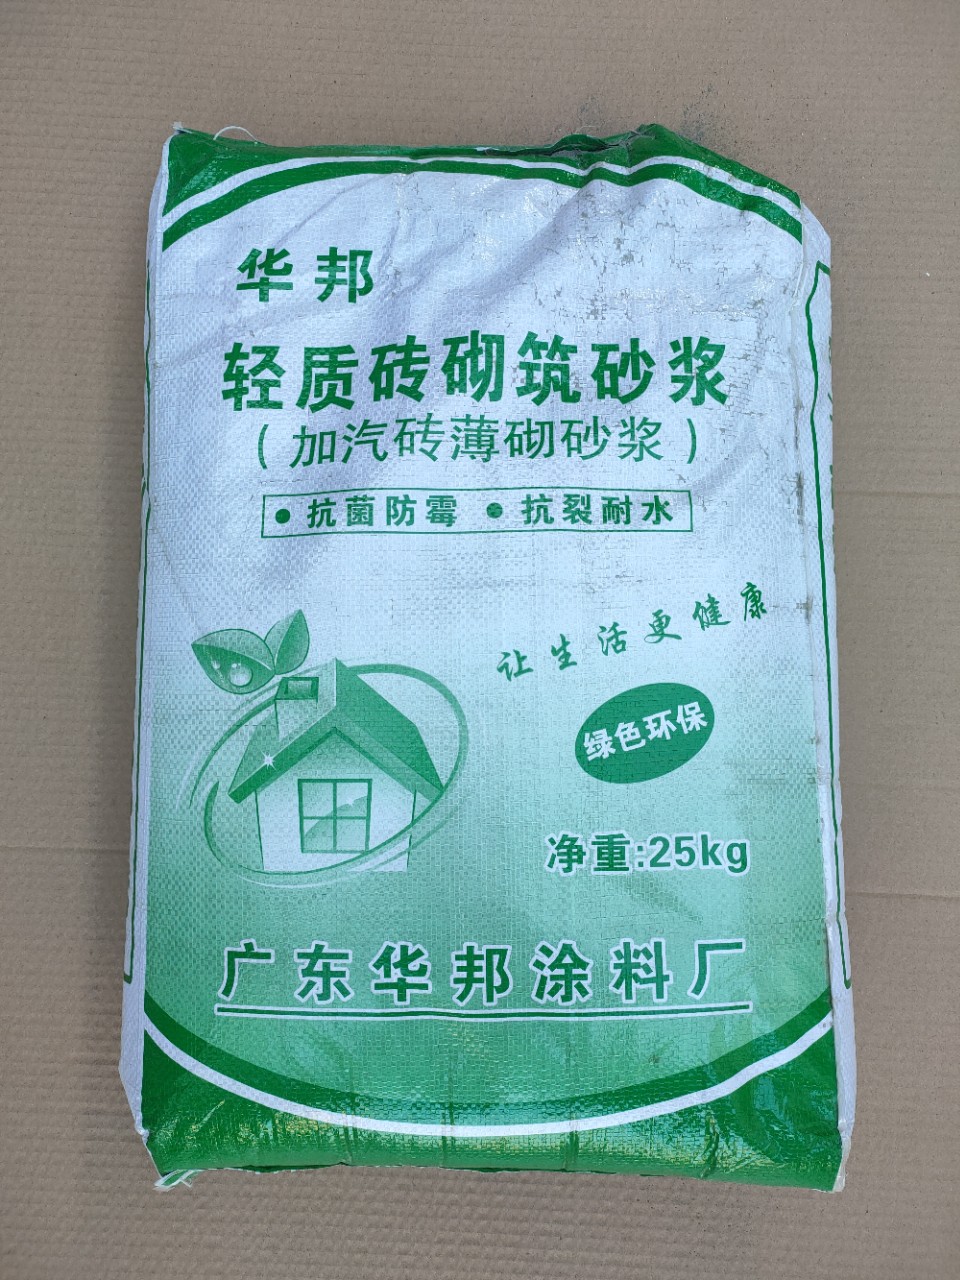 华邦
轻质砖砌筑砂浆
(加汽砖薄砌砂浆)
●抗菌防霉 ●抗裂耐水
让生活更健康
绿色环保
净重:25kg
广东华邦涂料厂